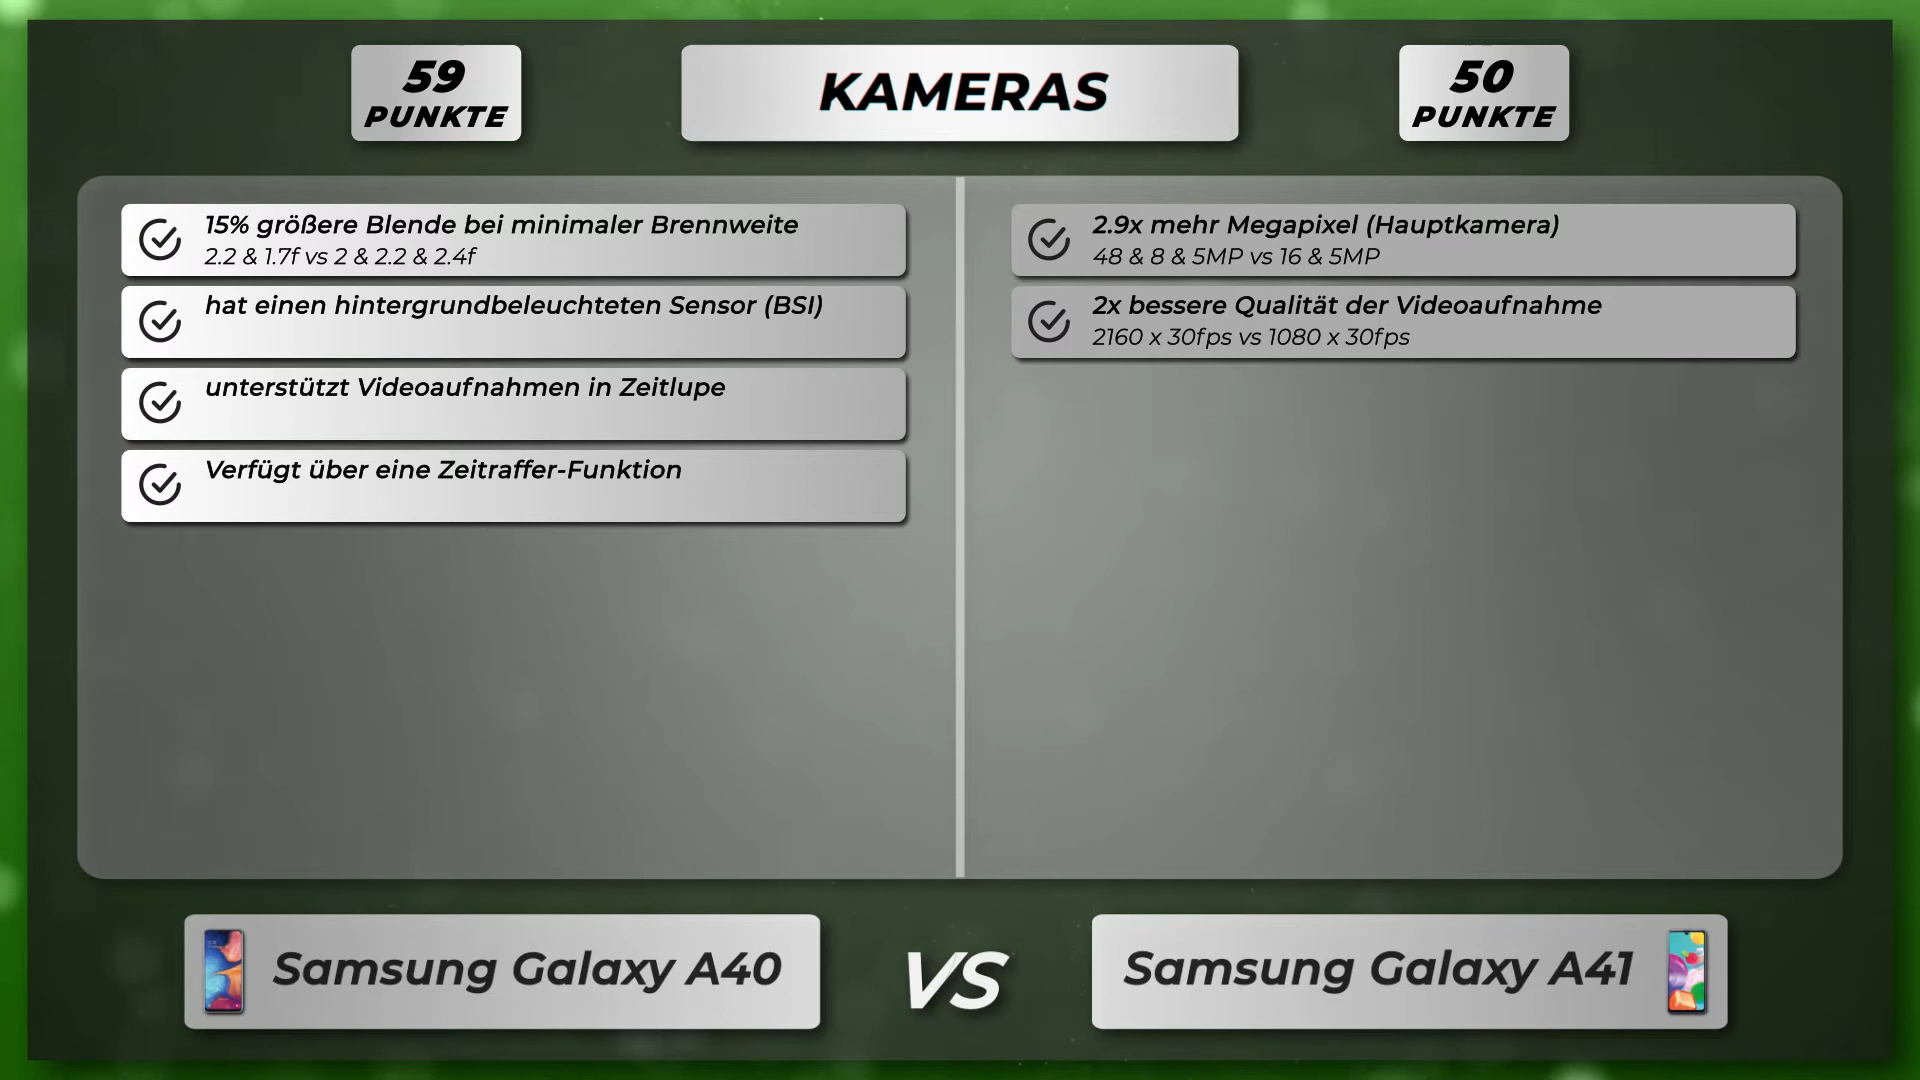 59
PUNKTE
KAMERAS
50
PUNKTE
15% größere Blende bei minimaler Brennweite
2.2 & 1.7f vs 2 & 2.2 & 2.4f
hat einen hintergrundbeleuchteten Sensor (BSI)
unterstützt Videoaufnahmen in Zeitlupe
Verfügt über eine Zeitraffer-Funktion
2.9x mehr Megapixel (Hauptkamera)
48 & 8 & 5MP vs 16 & 5MP
2x bessere Qualität der Videoaufnahme
2160 x 30fps vs 1080 x 30fps
Samsung Galaxy A40
VS
Samsung Galaxy A41